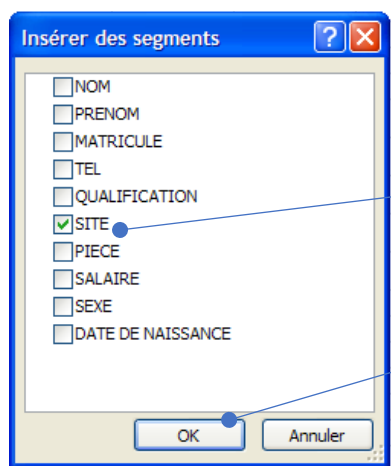 Insérer des segments
NOM
PRENOM
MATRICULE
TEL
QUALIFICATION
SITE
PIECE
SALAIRE
SEXE
DATE DE NAISSANCE
OK Annuler